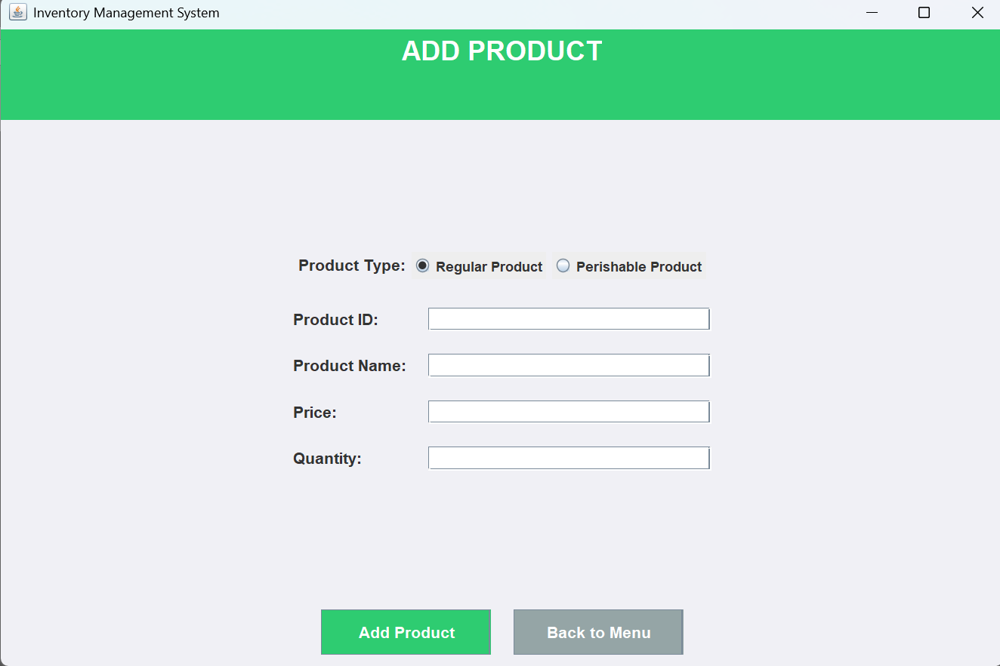 Inventory Management System
ADD PRODUCT
Product Type: Regular Product Perishable Product
Product ID:
Product Name:
Price:
Quantity:
Add Product Back to Menu